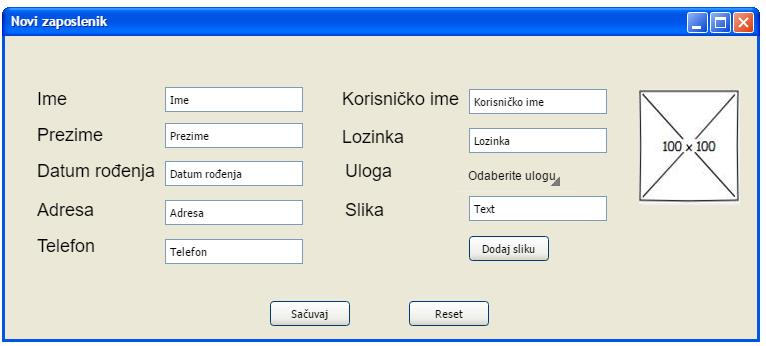 Novi zaposlenik
Ime Ime
Prezime Prezime
Datum rođenja Datum rođenja
Adresa Adresa
Telefon Telefon
Korisničko ime Korisničko ime
Lozinka Lozinka
Uloga Odaberite ulogu
Slika Text
Dodaj sliku
100 x 100
Sačuvaj Reset